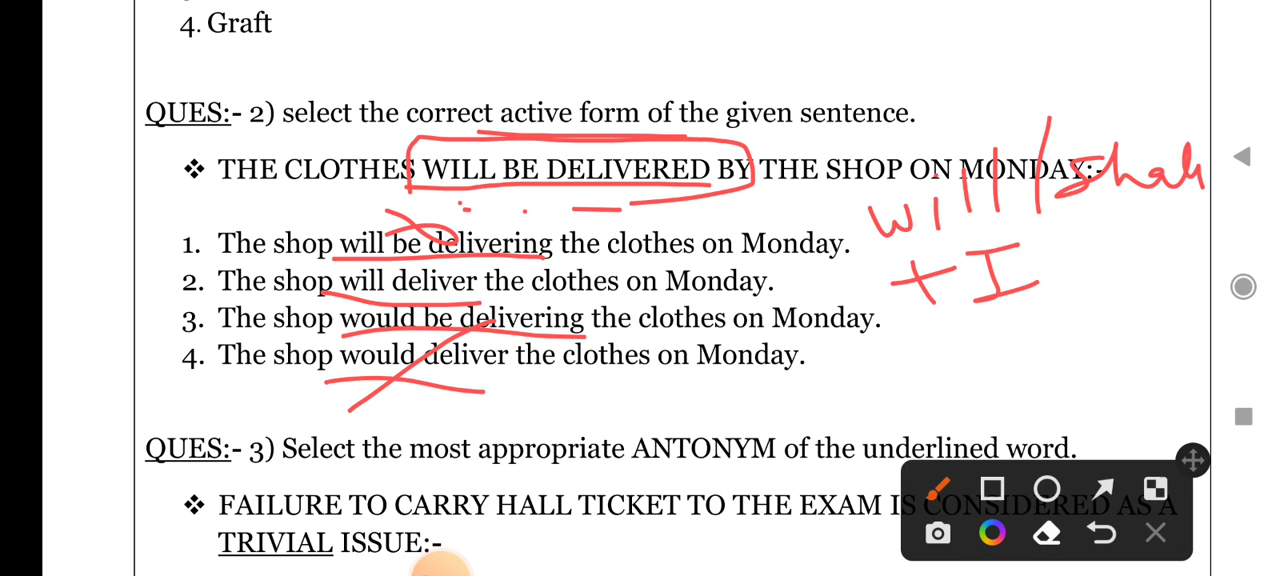 4. Graft
QUES:- 2) select the correct active form of the given sentence.
❖ THE CLOTHES WILL BE DELIVERED BY THE SHOP ON MONDAY:-
will/shall
+ I
1. The shop will be delivering the clothes on Monday.
2. The shop will deliver the clothes on Monday.
3. The shop would be delivering the clothes on Monday.
4. The shop would deliver the clothes on Monday.
QUES:- 3) Select the most appropriate ANTONYM of the underlined word.
❖ FAILURE TO CARRY HALL TICKET TO THE EXAM IS CONSIDERED AS A
TRIVIAL ISSUE:-